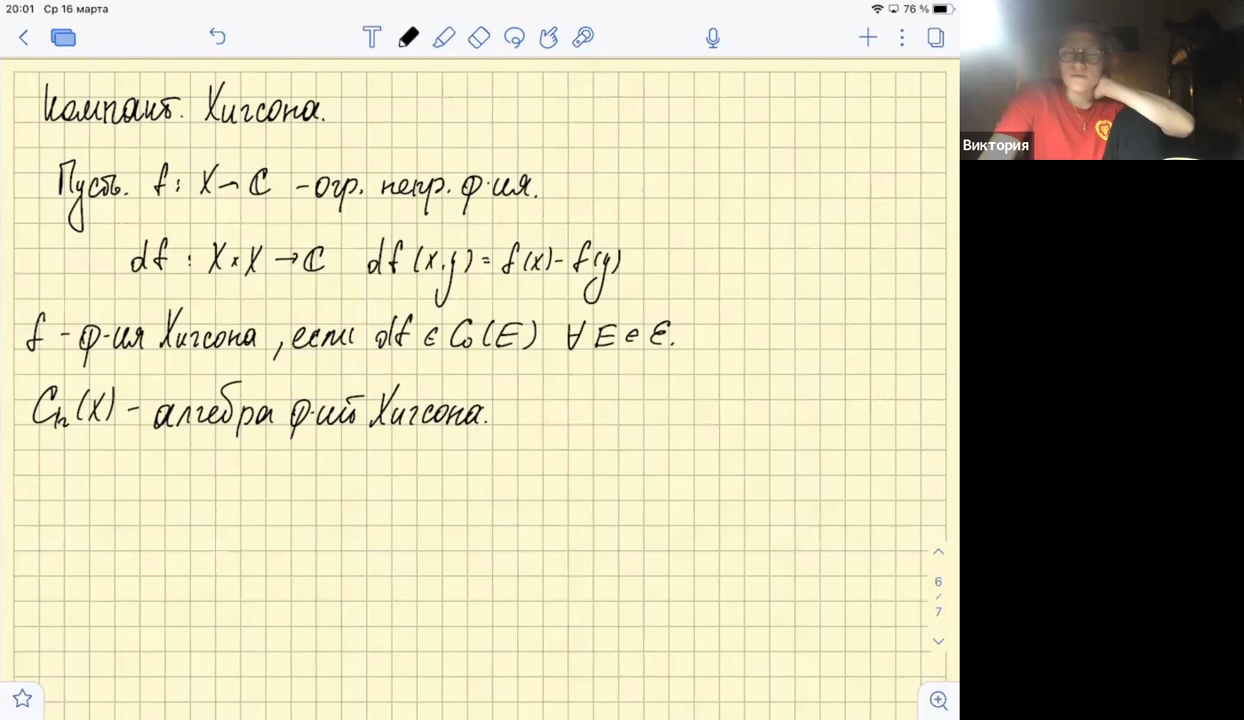 20:01 Ср 16 марта
76 %
Виктория
Компакт. Хигсона.
Пусть. f : X → ℂ - огр. непр. ф-ия.
df : X × X → ℂ df(x,y) = f(x) - f(y)
f - ф-ия Хигсона, если df ∈ C₀(E) ∀ E ∈ ℰ.
Cₕ(X) - алгебра ф-ий Хигсона.
6
/
7